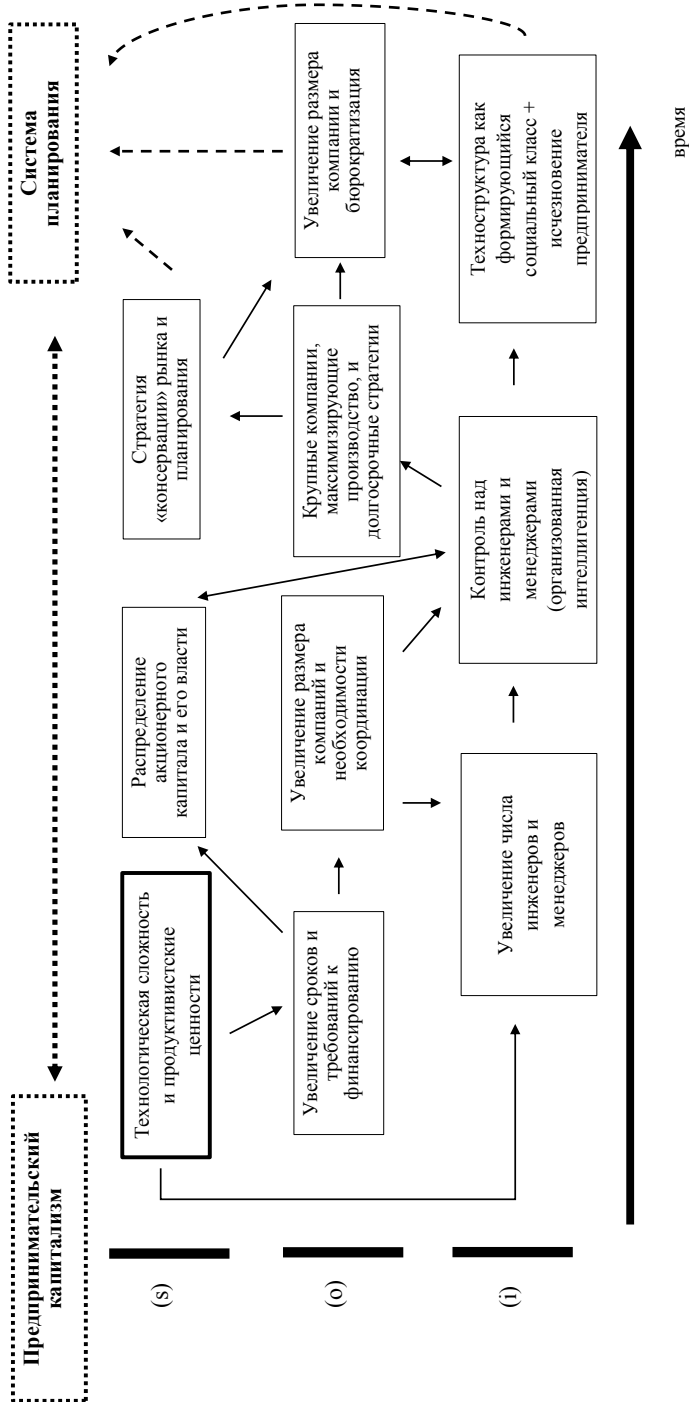 Предпринимательский
капитализм
Система
планирования
(s)
Технологическая сложность
и продуктивистские
ценности
Распределение
акционерного
капитала и его власти
Стратегия
«консервации» рынка и
планирования
(o)
Увеличение сроков и
требований к
финансированию
Увеличение размера
компаний и
необходимости
координации
Крупные компании,
максимизирующие
производство, и
долгосрочные стратегии
Увеличение размера
компании и
бюрократизация
(i)
Увеличение числа
инженеров и
менеджеров
Контроль над
инженерами и
менеджерами
(организованная
интеллигенция)
Техноструктура как
формирующийся
социальный класс +
исчезновение
предпринимателя
время